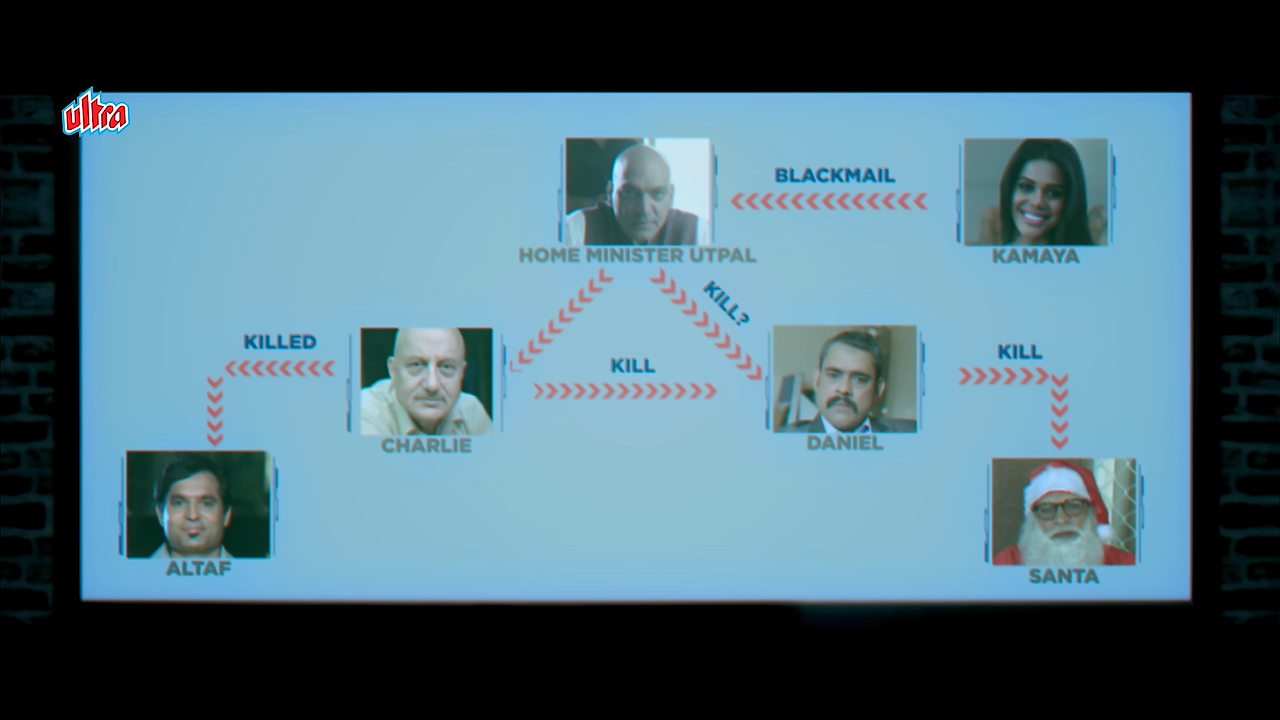 ultra
BLACKMAIL
HOME MINISTER UTPAL
KAMAYA
KILL?
KILLED
KILL
KILL
CHARLIE
DANIEL
ALTAF
SANTA